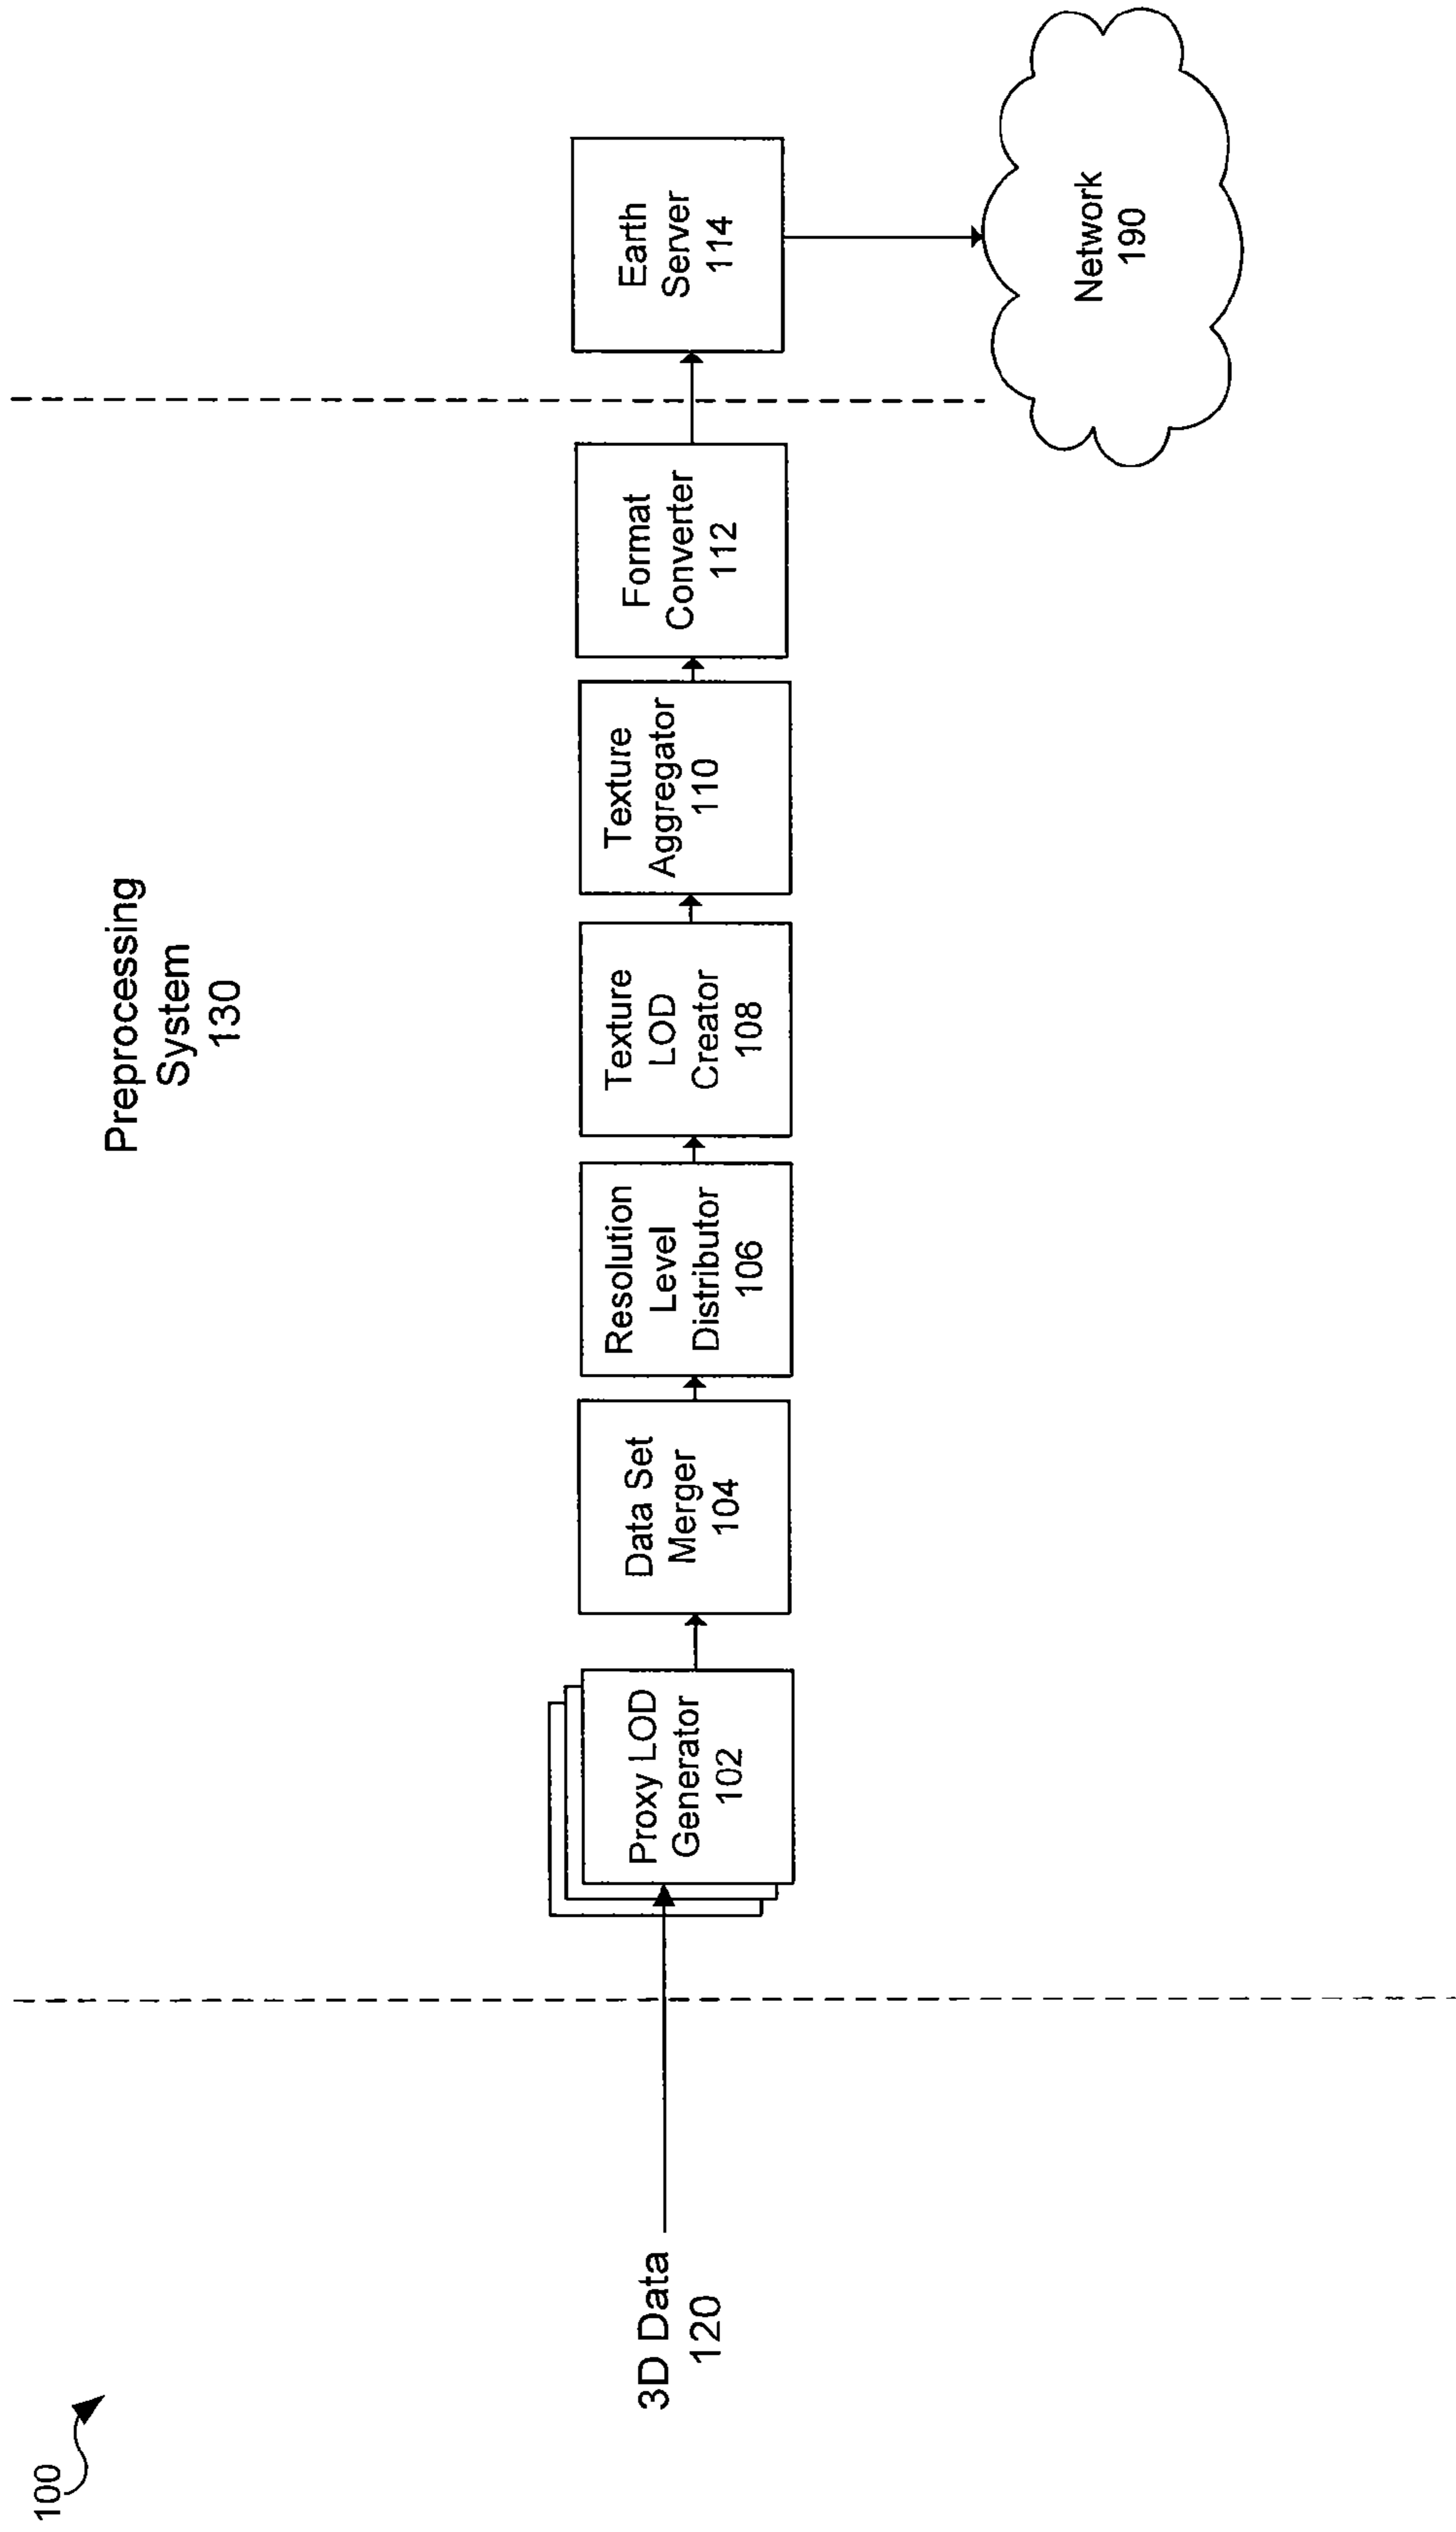 100
Preprocessing
System
130
3D Data
120
Proxy LOD
Generator
102
Data Set
Merger
104
Resolution
Level
Distributor
106
Texture
LOD
Creator
108
Texture
Aggregator
110
Format
Converter
112
Earth
Server
114
Network
190